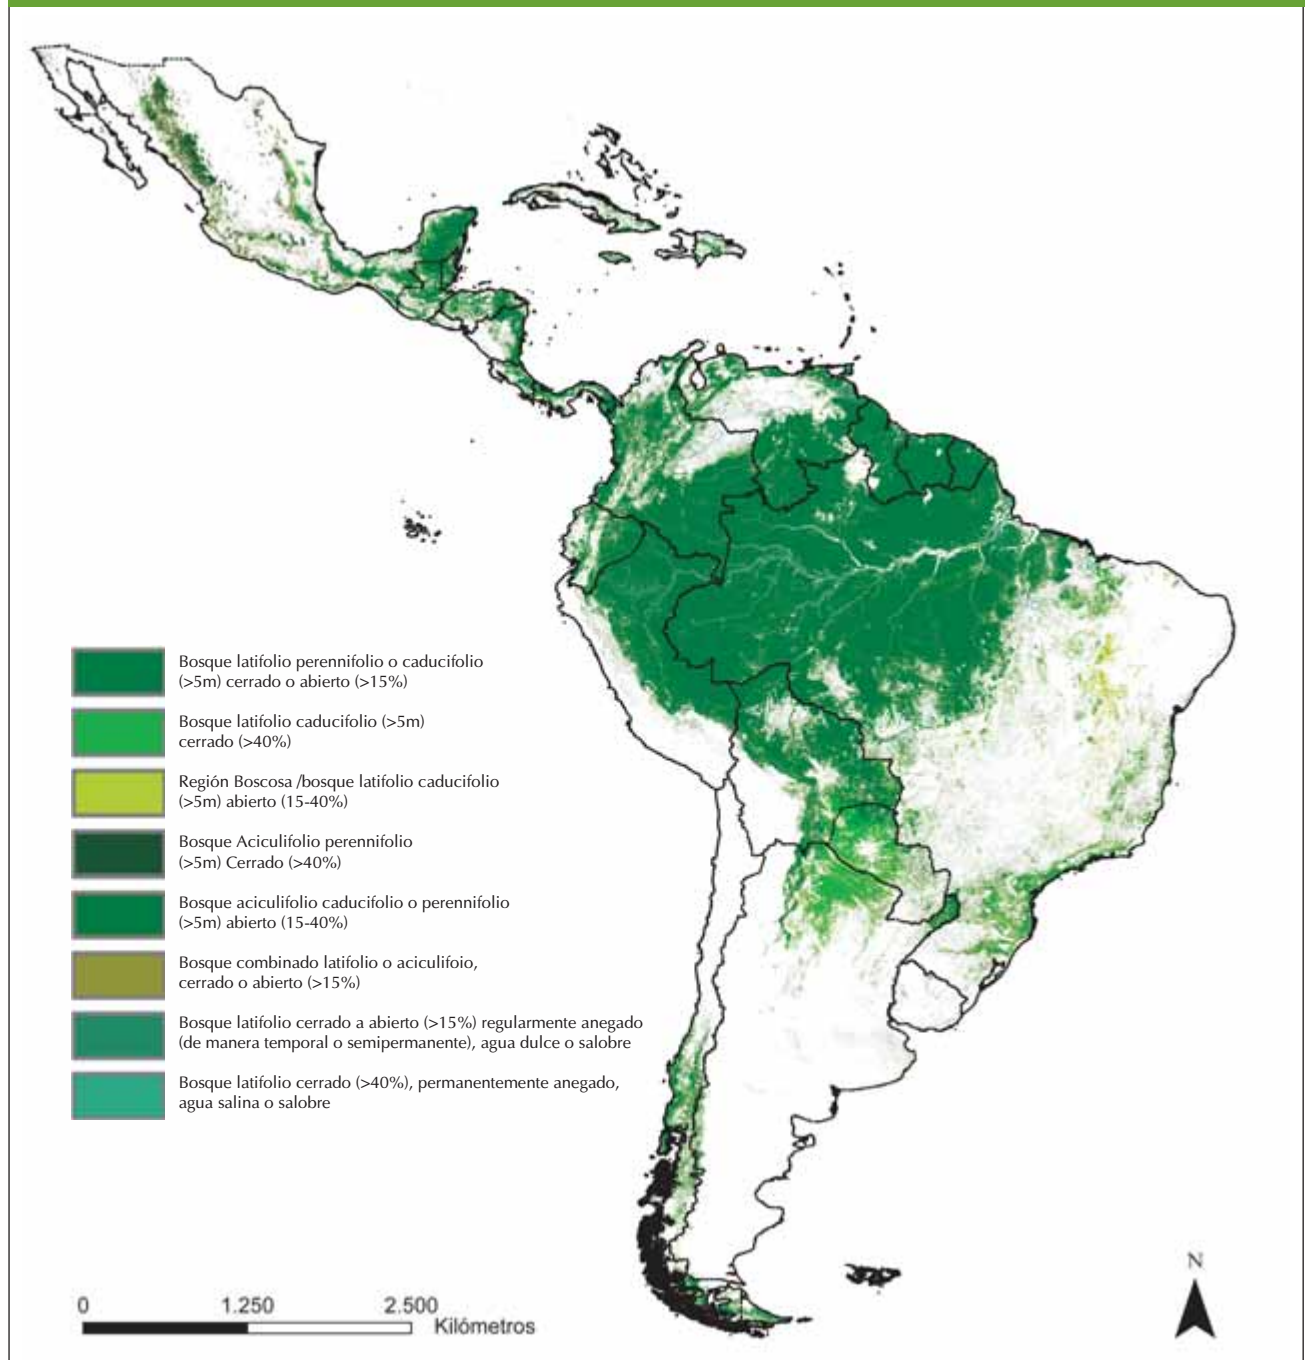 Bosque latifolio perennifolio o caducifolio
(>5m) cerrado o abierto (>15%)
Bosque latifolio caducifolio (>5m)
cerrado (>40%)
Región Boscosa /bosque latifolio caducifolio
(>5m) abierto (15-40%)
Bosque Aciculifolio perennifolio
(>5m) Cerrado (>40%)
Bosque aciculifolio caducifolio o perennifolio
(>5m) abierto (15-40%)
Bosque combinado latifolio o aciculifoio,
cerrado o abierto (>15%)
Bosque latifolio cerrado a abierto (>15%) regularmente anegado
(de manera temporal o semipermanente), agua dulce o salobre
Bosque latifolio cerrado (>40%), permanentemente anegado,
agua salina o salobre
N
0 1.250 2.500
Kilómetros